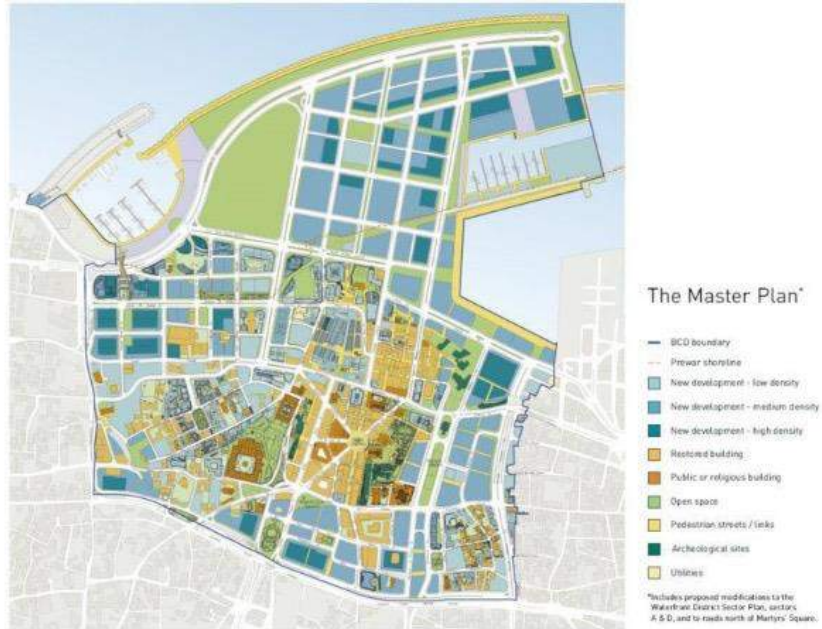 The Master Plan*
BCD boundary
Prewar shoreline
New development - low density
New development - medium density
New development - high density
Restored building
Public or religious building
Open space
Pedestrian streets / links
Archeological sites
Utilities
*Includes proposed modifications to the
Waterfront District Sector Plan, sectors
A & D, and to roads north of Martyrs' Square.